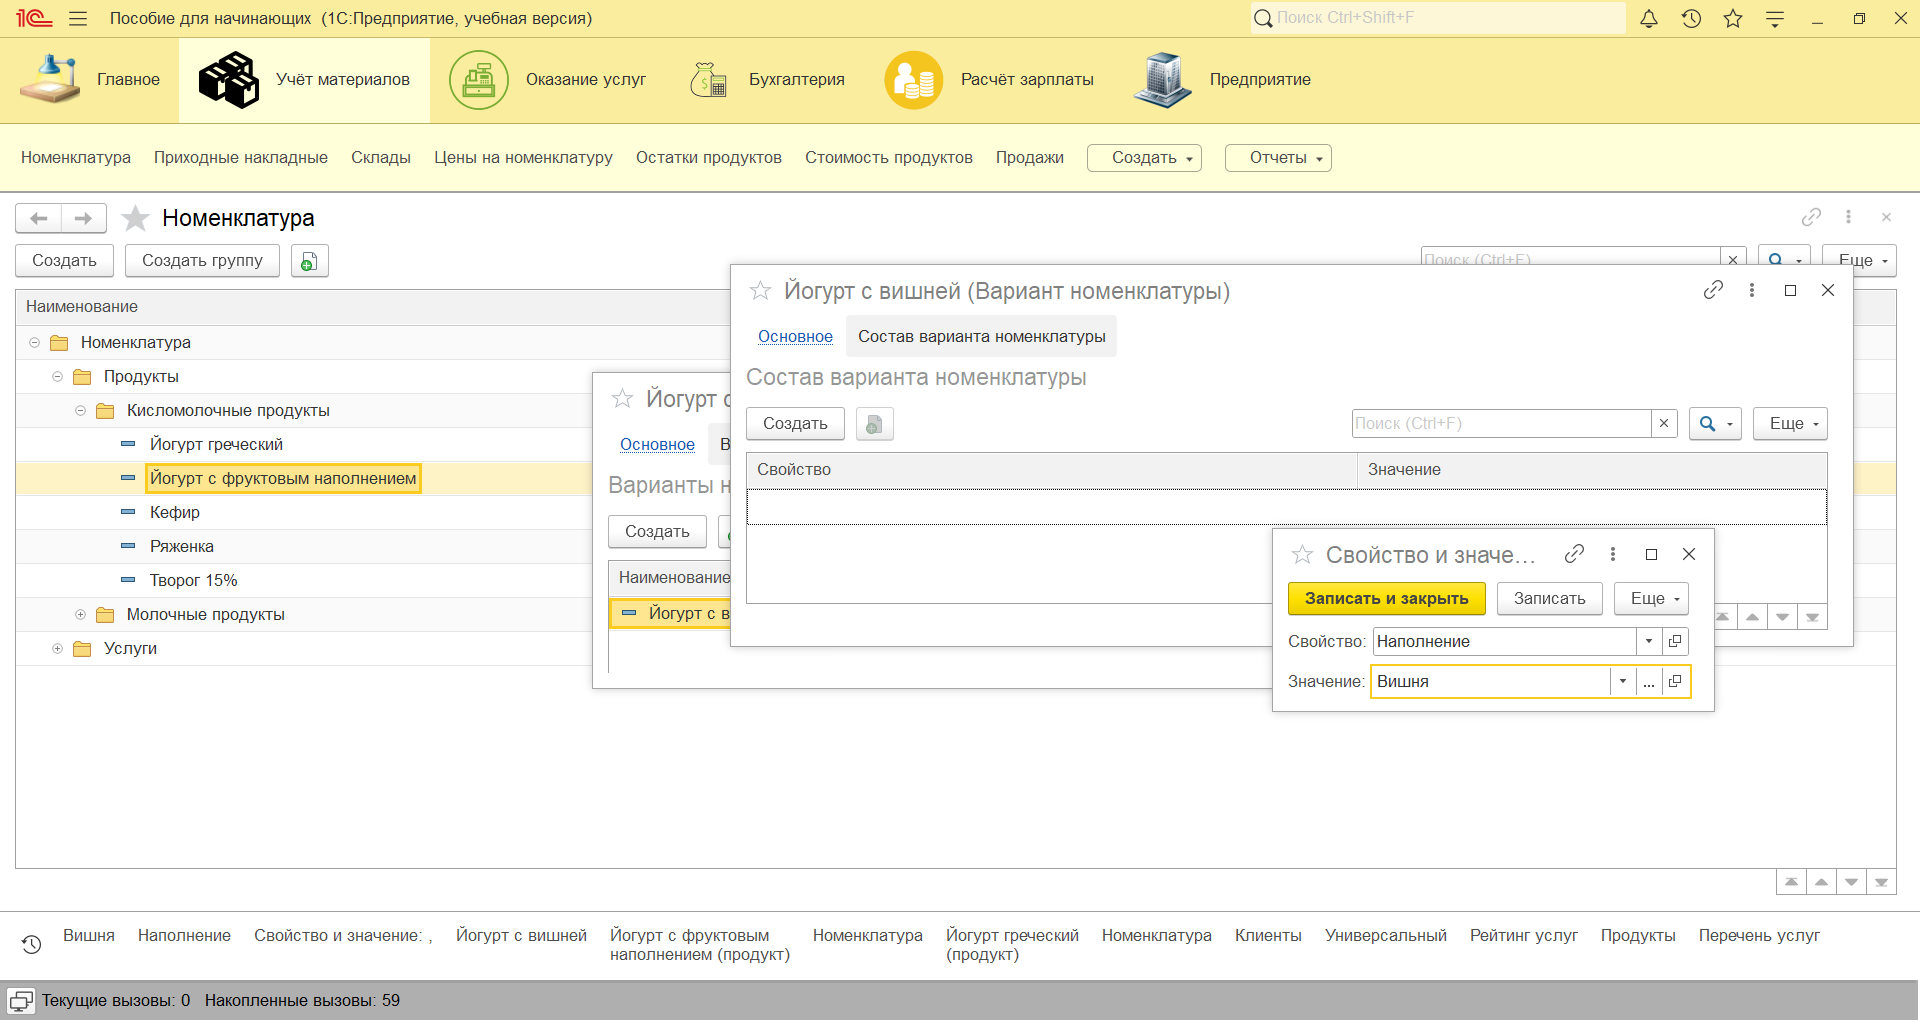 Пособие для начинающих (1С:Предприятие, учебная версия)
Поиск Ctrl+Shift+F
Главное
Учёт материалов
Оказание услуг
Бухгалтерия
Расчёт зарплаты
Предприятие
Номенклатура
Приходные накладные
Склады
Цены на номенклатуру
Остатки продуктов
Стоимость продуктов
Продажи
Создать
Отчеты
Номенклатура
Создать
Создать группу
Поиск (Ctrl+F)
Еще
Наименование
Номенклатура
Продукты
Кисломолочные продукты
Йогурт греческий
Йогурт с фруктовым наполнением
Кефир
Ряженка
Творог 15%
Молочные продукты
Услуги
Йогурт с
Основное
В
Варианты н
Создать
Наименование
Йогурт с в
Йогурт с вишней (Вариант номенклатуры)
Основное
Состав варианта номенклатуры
Состав варианта номенклатуры
Создать
Поиск (Ctrl+F)
Еще
Свойство
Значение
Свойство и значе...
Записать и закрыть
Записать
Еще
Свойство:
Наполнение
Значение:
Вишня
...
Вишня
Наполнение
Свойство и значение: ,
Йогурт с вишней
Йогурт с фруктовым
наполнением (продукт)
Номенклатура
Йогурт греческий
(продукт)
Номенклатура
Клиенты
Универсальный
Рейтинг услуг
Продукты
Перечень услуг
Текущие вызовы: 0 Накопленные вызовы: 59